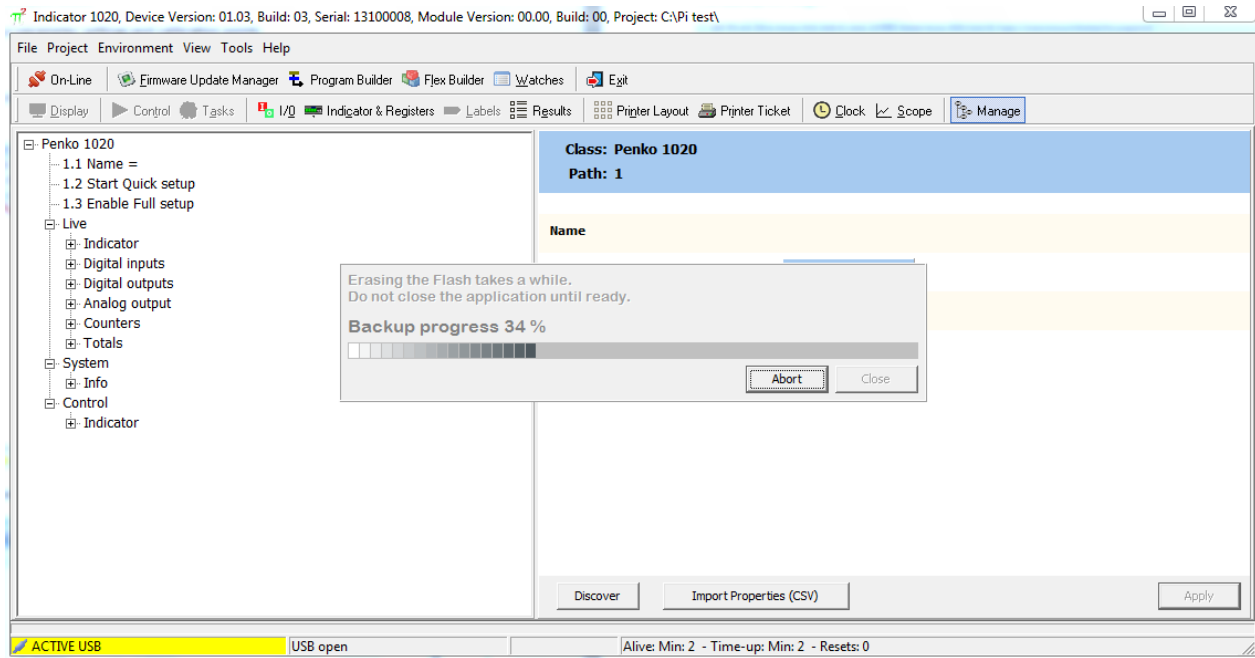 π² Indicator 1020, Device Version: 01.03, Build: 03, Serial: 13100008, Module Version: 00.00, Build: 00, Project: C:\Pi test\
File Project Environment View Tools Help
On-Line Firmware Update Manager Program Builder Flex Builder Watches Exit
Display Control Tasks I/O Indicator & Registers Labels Results Printer Layout Printer Ticket Clock Scope Manage
Penko 1020
1.1 Name =
1.2 Start Quick setup
1.3 Enable Full setup
Live
Indicator
Digital inputs
Digital outputs
Analog output
Counters
Totals
System
Info
Control
Indicator
Class: Penko 1020
Path: 1
Name
Erasing the Flash takes a while.
Do not close the application until ready.
Backup progress 34 %
Abort Close
Discover Import Properties (CSV) Apply
ACTIVE USB USB open Alive: Min: 2 - Time-up: Min: 2 - Resets: 0